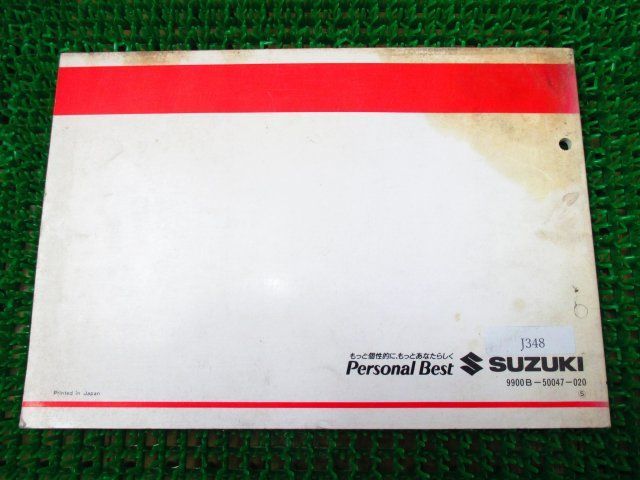 J348
もっと個性的に、もっとあなたらしく
Personal Best
SUZUKI
9900B-50047-020
Printed in Japan
5